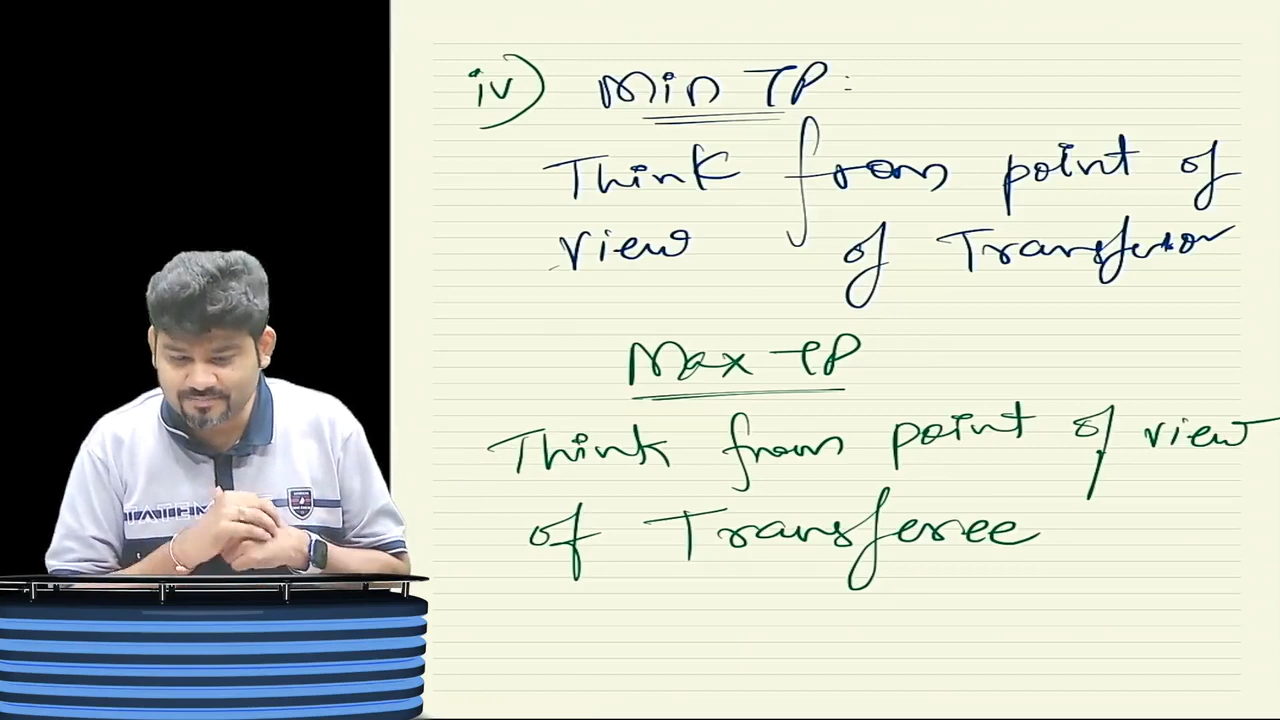 iv) Min TP:
Think from point of
view of Transferor
Max TP
Think from point of view
of Transferee
TATEM